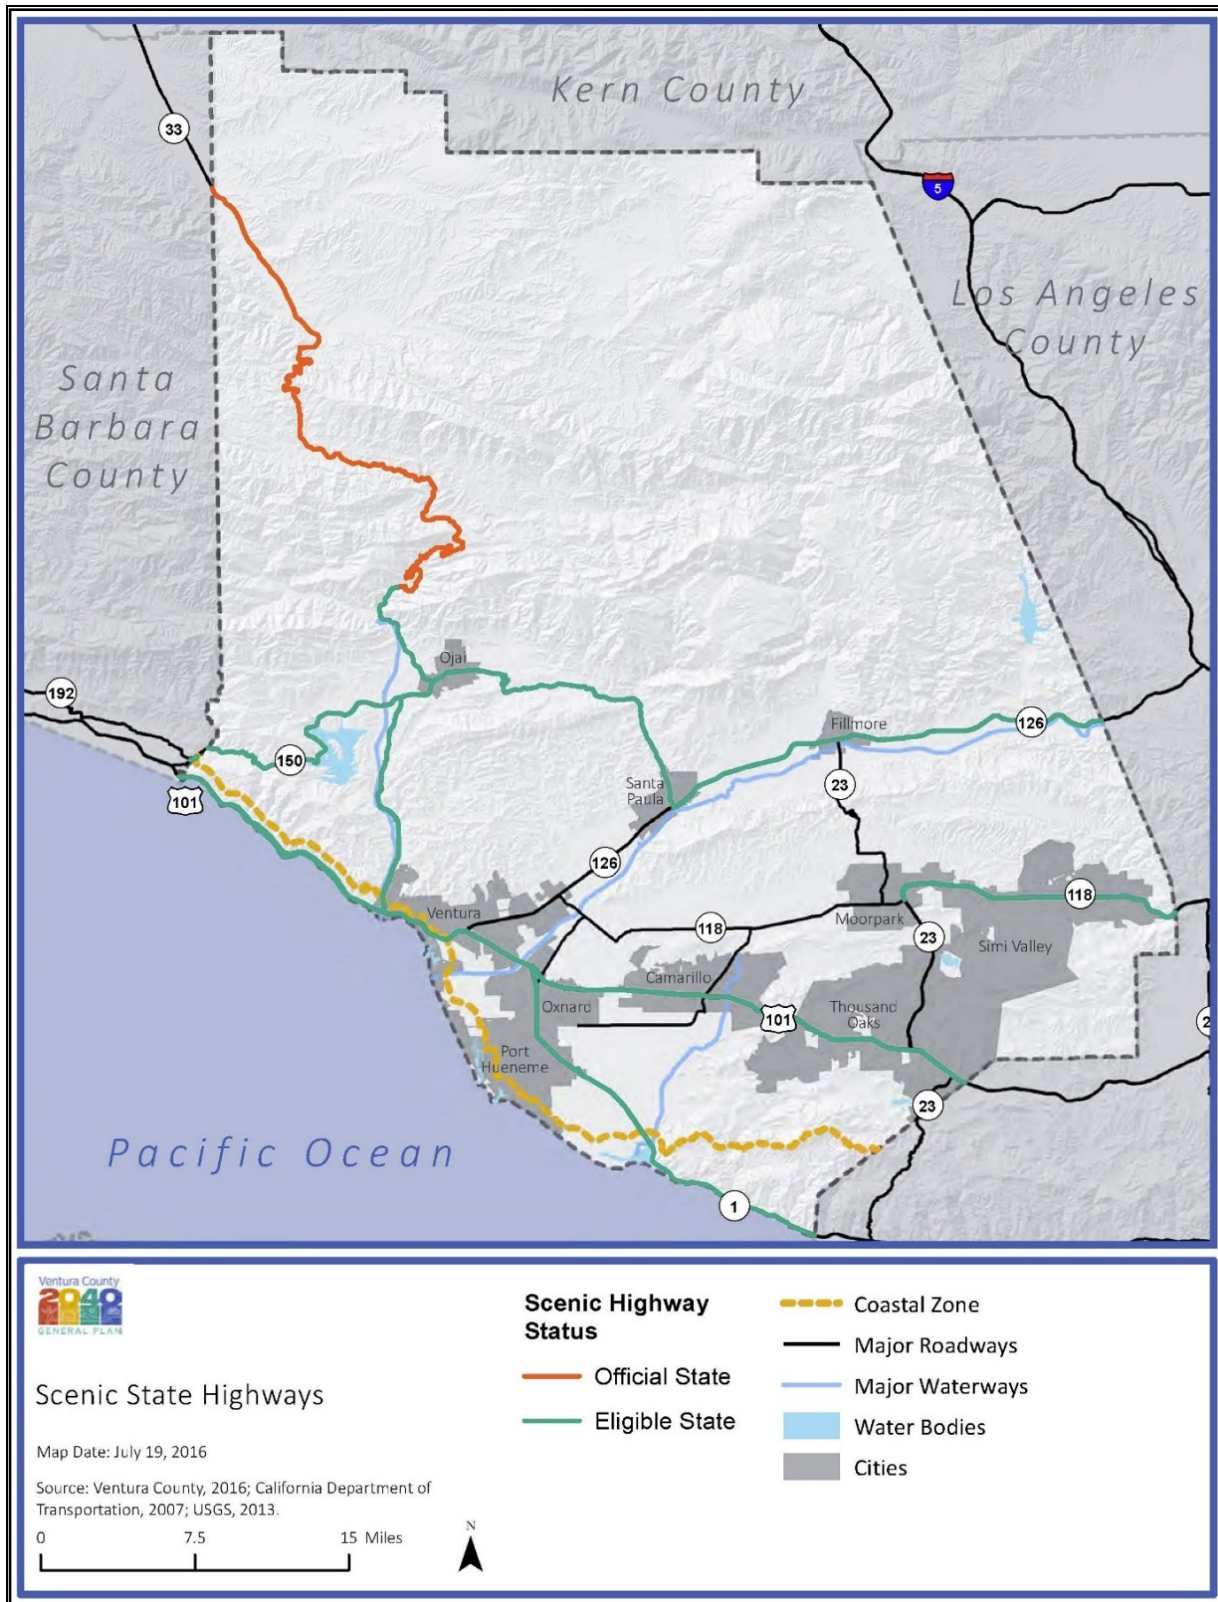 Kern County
33
5
Los Angeles
County
Santa
Barbara
County
Ojai
192
Fillmore
126
150
Santa
Paula
23
101
126
118
Ventura
118
Moorpark
23
Simi Valley
Camarillo
Oxnard
101
Thousand
Oaks
Port
Hueneme
23
Pacific Ocean
1
Ventura County
2040
GENERAL PLAN
Scenic State Highways
Map Date: July 19, 2016
Source: Ventura County, 2016; California Department of
Transportation, 2007; USGS, 2013.
0 7.5 15 Miles
N
Scenic Highway
Status
Official State
Eligible State
Coastal Zone
Major Roadways
Major Waterways
Water Bodies
Cities